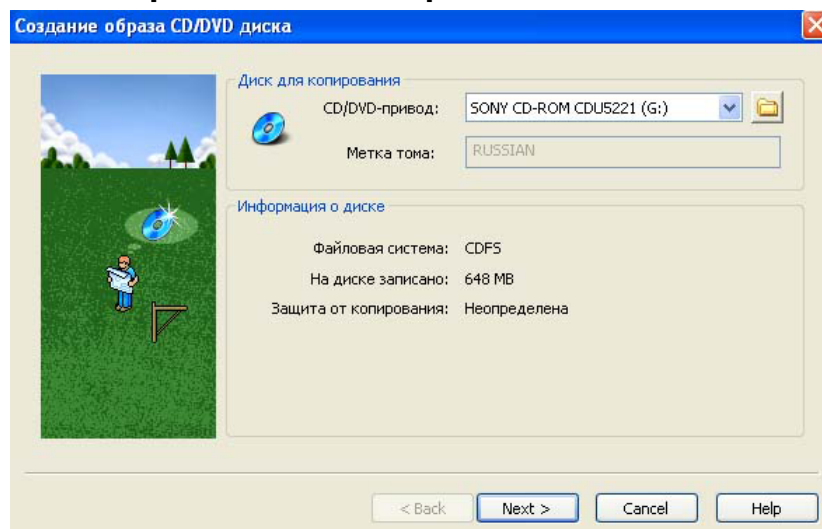 Создание образа CD/DVD диска
Диск для копирования
CD/DVD-привод: SONY CD-ROM CDU5221 (G:)
Метка тома: RUSSIAN
Информация о диске
Файловая система: CDFS
На диске записано: 648 MB
Защита от копирования: Неопределена
< Back Next > Cancel Help